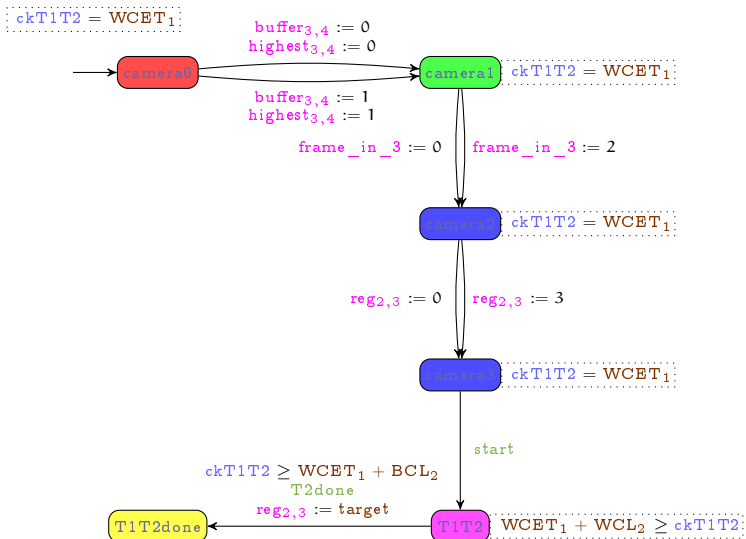 ckT1T2 = WCET₁
buffer₃,₄ := 0
highest₃,₄ := 0
camera0
camera1
ckT1T2 = WCET₁
buffer₃,₄ := 1
highest₃,₄ := 1
frame_in_3 := 0
frame_in_3 := 2
camera2
ckT1T2 = WCET₁
reg₂,₃ := 0
reg₂,₃ := 3
camera3
ckT1T2 = WCET₁
start
ckT1T2 ≥ WCET₁ + BCL₂
T2done
reg₂,₃ := target
T1T2done
T1T2
WCET₁ + WCL₂ ≥ ckT1T2